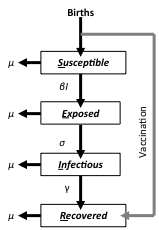 Births
μ
Susceptible
βI
μ
Exposed
σ
μ
Infectious
γ
μ
Recovered
Vaccination